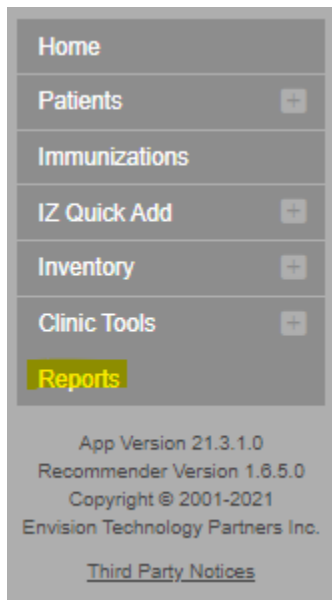 Home
Patients
Immunizations
IZ Quick Add
Inventory
Clinic Tools
Reports
App Version 21.3.1.0
Recommender Version 1.6.5.0
Copyright © 2001-2021
Envision Technology Partners Inc.
Third Party Notices